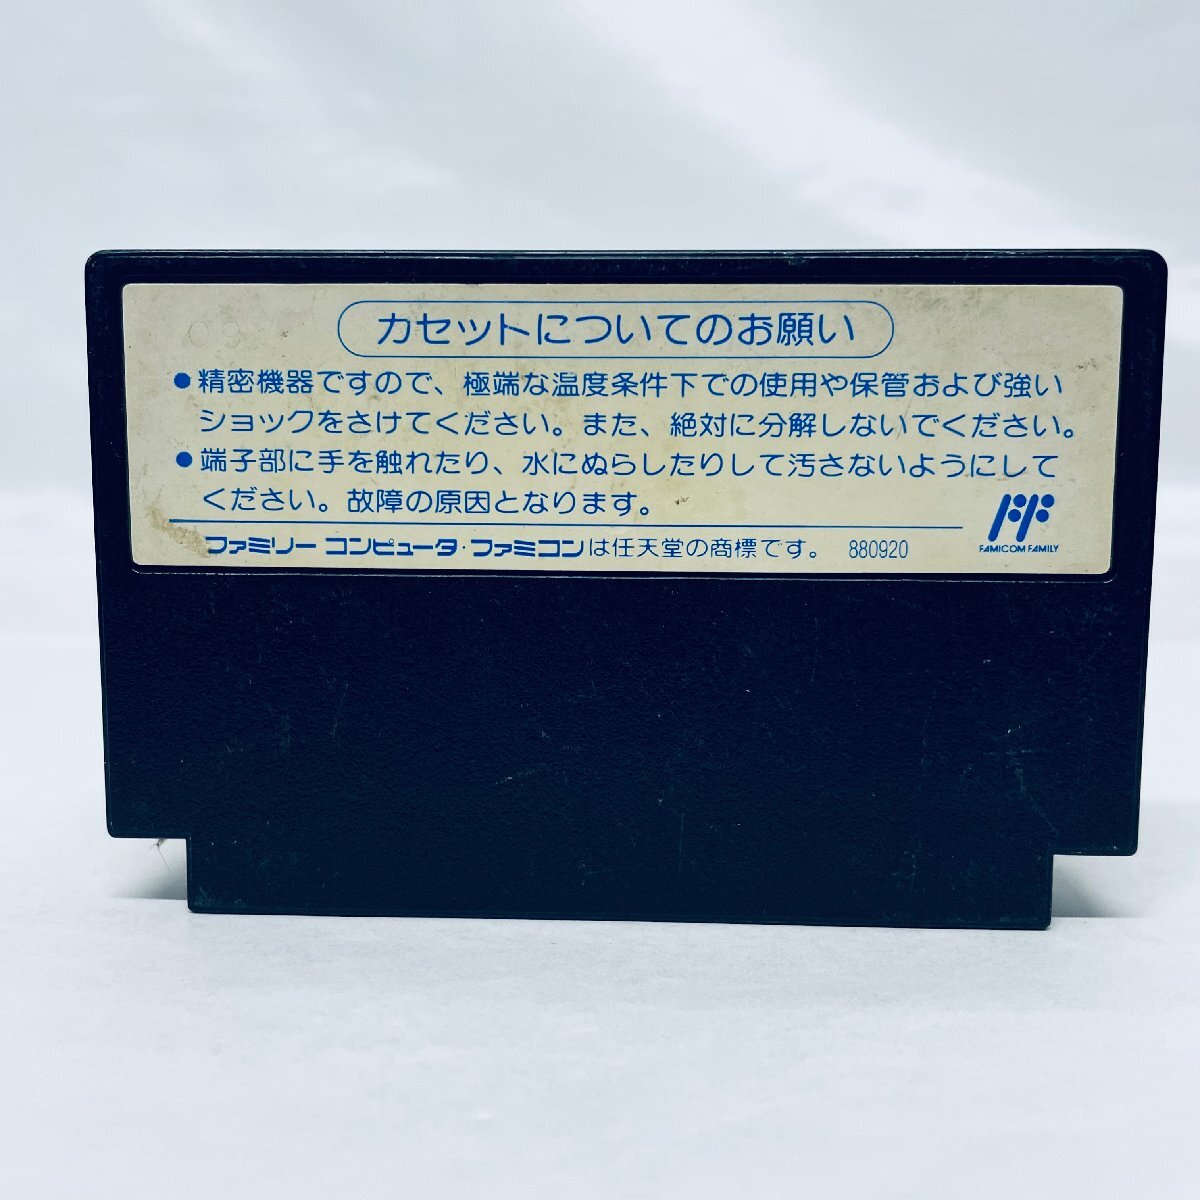 カセットについてのお願い
●精密機器ですので、極端な温度条件下での使用や保管および強い
ショックをさけてください。また、絶対に分解しないでください。
●端子部に手を触れたり、水にぬらしたりして汚さないようにして
ください。故障の原因となります。
FAMICOM FAMILY
ファミリー コンピュータ・ファミコンは任天堂の商標です。 880920